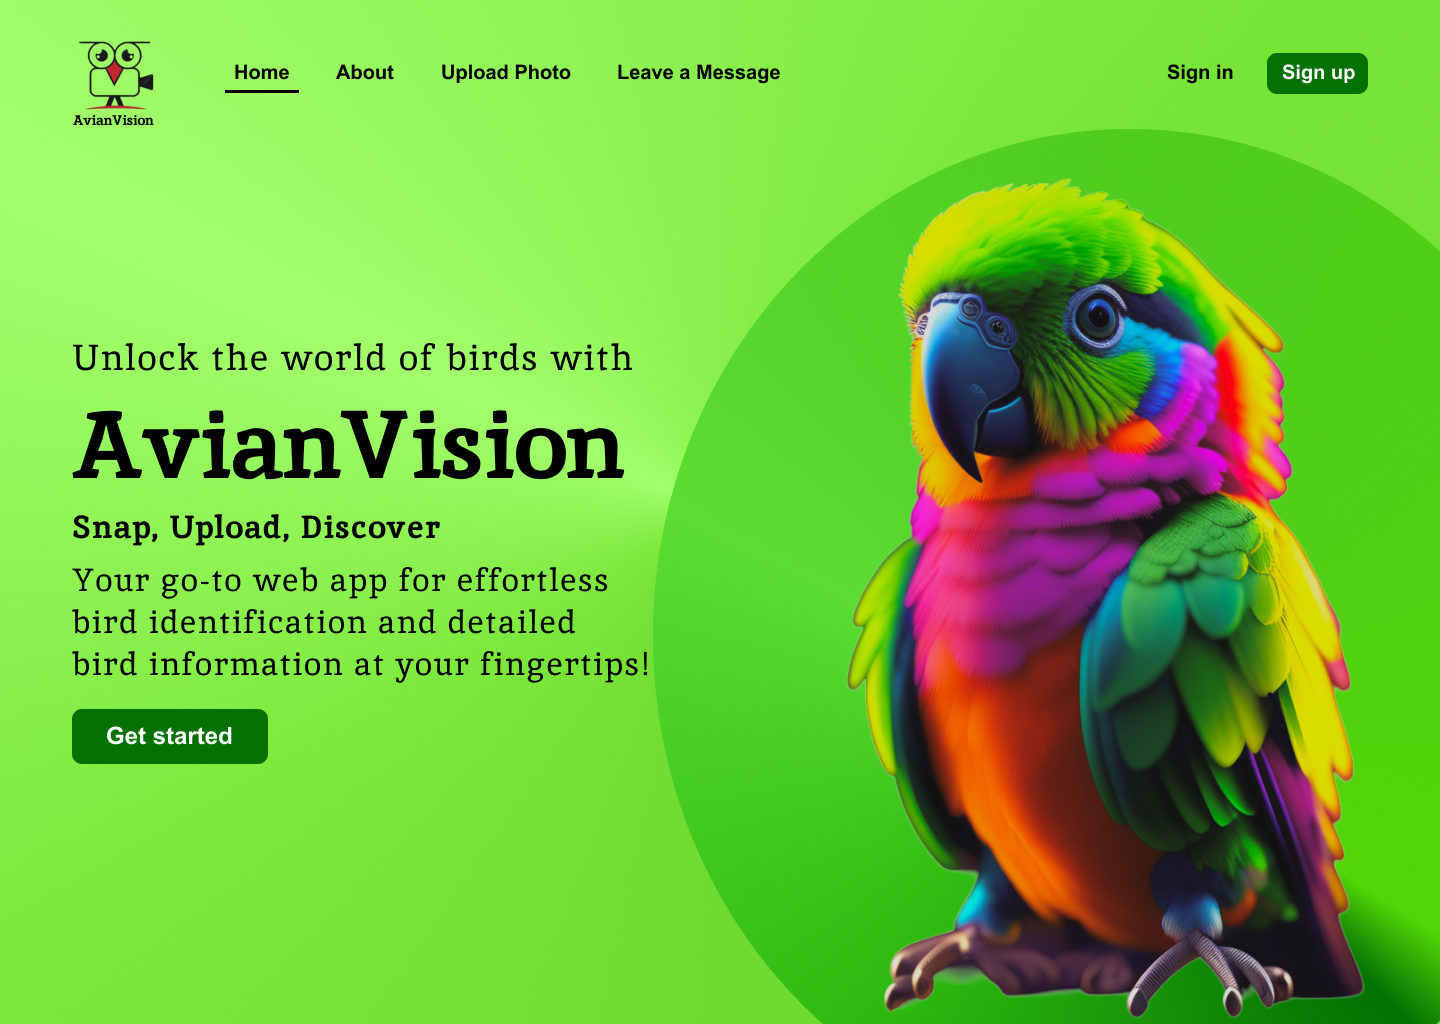 AvianVision
Home
About
Upload Photo
Leave a Message
Sign in
Sign up
Unlock the world of birds with
AvianVision
Snap, Upload, Discover
Your go-to web app for effortless
bird identification and detailed
bird information at your fingertips!
Get started